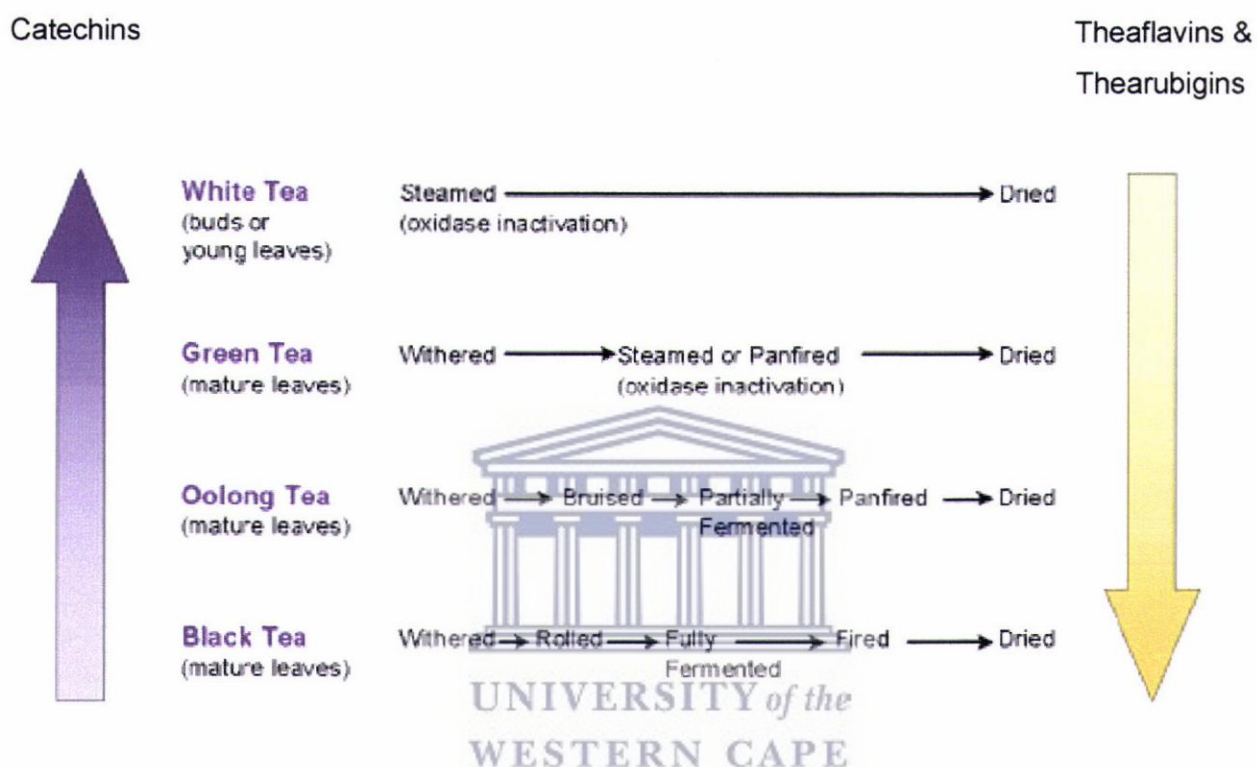 Catechins
Theaflavins &
Thearubigins
White Tea
(buds or
young leaves)
Steamed
(oxidase inactivation)
Dried
Green Tea
(mature leaves)
Withered
Steamed or Panfired
(oxidase inactivation)
Dried
Oolong Tea
(mature leaves)
Withered
Bruised
Partially
Fermented
Panfired
Dried
Black Tea
(mature leaves)
Withered
Rolled
Fully
Fermented
Fired
Dried
UNIVERSITY of the
WESTERN CAPE